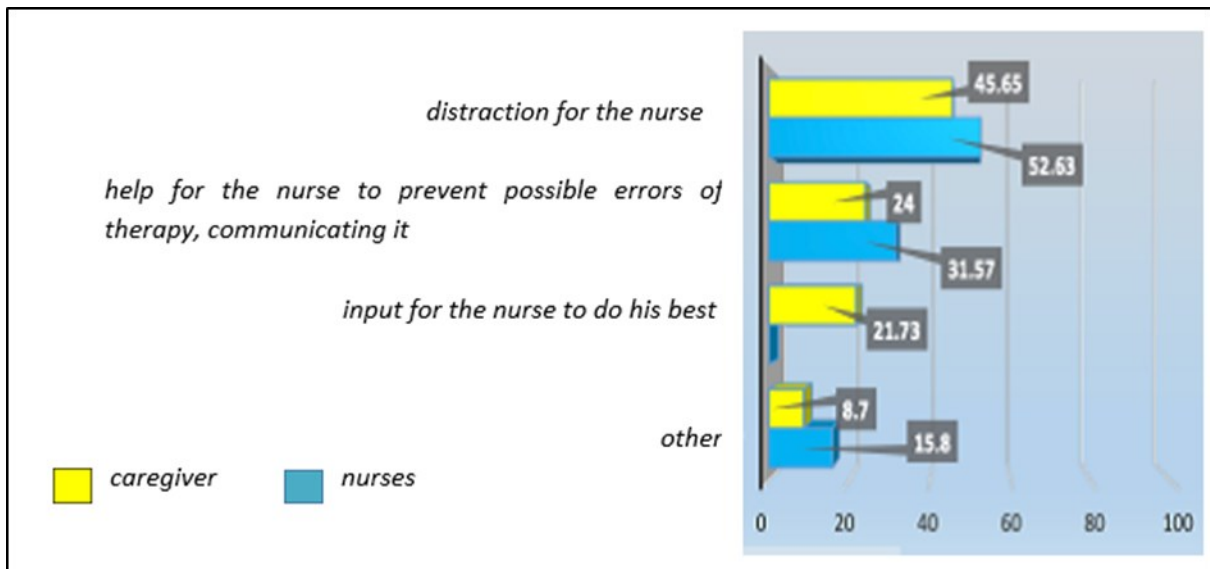 distraction for the nurse
45.65
52.63
help for the nurse to prevent possible errors of
therapy, communicating it
24
31.57
input for the nurse to do his best
21.73
other
8.7
15.8
caregiver nurses
0 20 40 60 80 100